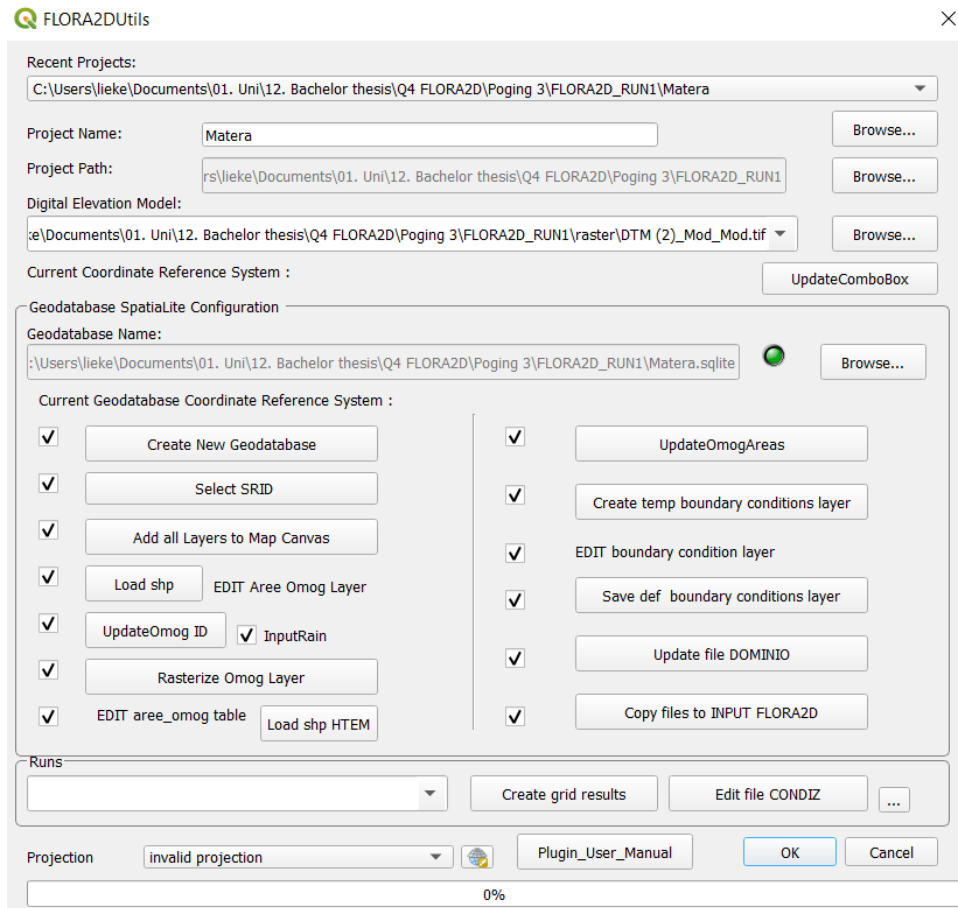 FLORA2DUtils
Recent Projects:
C:\Users\lieke\Documents\01. Uni\12. Bachelor thesis\Q4 FLORA2D\Poging 3\FLORA2D_RUN1\Matera
Project Name:
Matera
Browse...
Project Path:
rs\lieke\Documents\01. Uni\12. Bachelor thesis\Q4 FLORA2D\Poging 3\FLORA2D_RUN1
Browse...
Digital Elevation Model:
ke\Documents\01. Uni\12. Bachelor thesis\Q4 FLORA2D\Poging 3\FLORA2D_RUN1\raster\DTM (2)_Mod_Mod.tif
Browse...
Current Coordinate Reference System :
UpdateComboBox
Geodatabase SpatiaLite Configuration
Geodatabase Name:
:\Users\lieke\Documents\01. Uni\12. Bachelor thesis\Q4 FLORA2D\Poging 3\FLORA2D_RUN1\Matera.sqlite
Browse...
Current Geodatabase Coordinate Reference System :
Create New Geodatabase
Select SRID
Add all Layers to Map Canvas
Load shp
EDIT Aree Omog Layer
UpdateOmog ID
InputRain
Rasterize Omog Layer
EDIT aree_omog table
Load shp HTEM
UpdateOmogAreas
Create temp boundary conditions layer
EDIT boundary condition layer
Save def  boundary conditions layer
Update file DOMINIO
Copy files to INPUT FLORA2D
Runs
Create grid results
Edit file CONDIZ
...
Projection
invalid projection
Plugin_User_Manual
OK
Cancel
0%